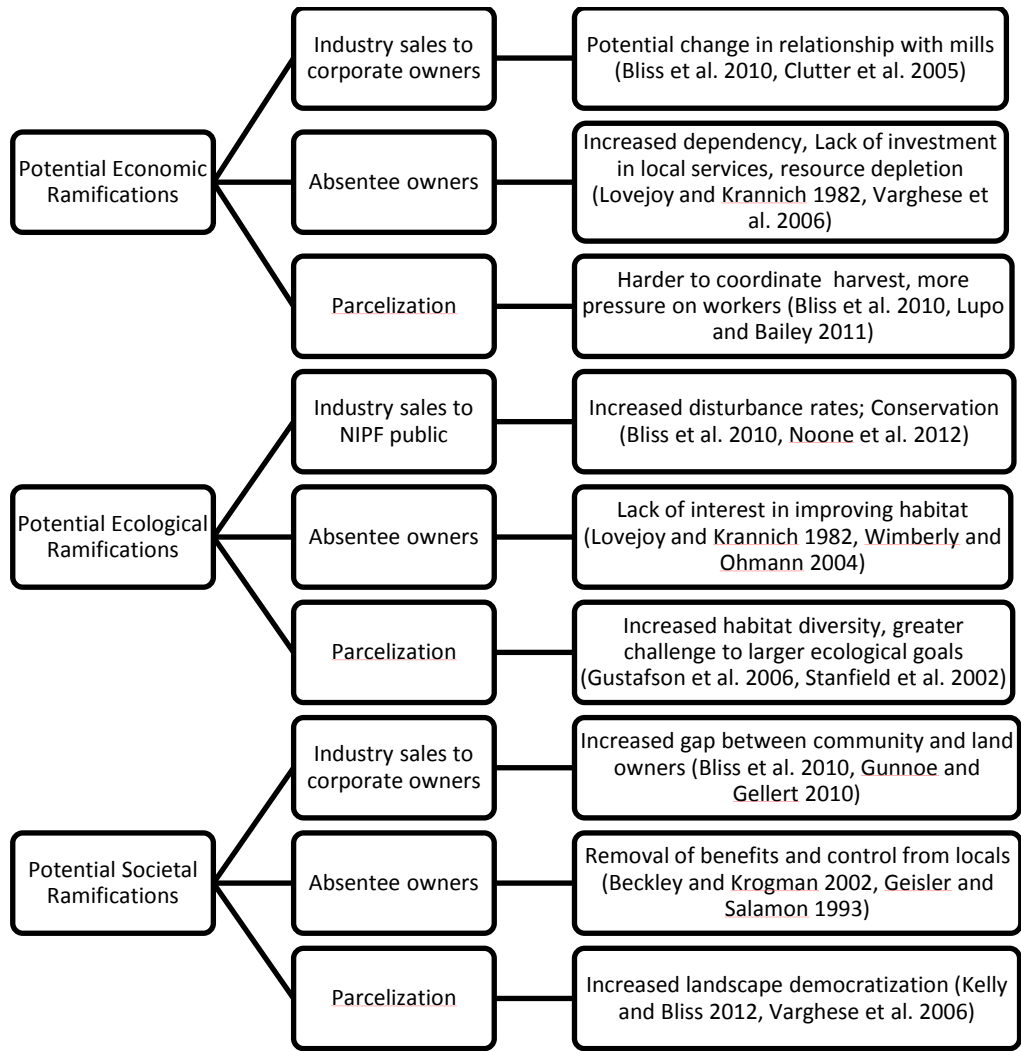 Industry sales to
corporate owners
Potential change in relationship with mills
(Bliss et al. 2010, Clutter et al. 2005)
Potential Economic
Ramifications
Absentee owners
Increased dependency, Lack of investment
in local services, resource depletion
(Lovejoy and Krannich 1982, Varghese et
al. 2006)
Parcelization
Harder to coordinate  harvest, more
pressure on workers (Bliss et al. 2010, Lupo
and Bailey 2011)
Industry sales to
NIPF public
Increased disturbance rates; Conservation
(Bliss et al. 2010, Noone et al. 2012)
Potential Ecological
Ramifications
Absentee owners
Lack of interest in improving habitat
(Lovejoy and Krannich 1982, Wimberly and
Ohmann 2004)
Parcelization
Increased habitat diversity, greater
challenge to larger ecological goals
(Gustafson et al. 2006, Stanfield et al. 2002)
Industry sales to
corporate owners
Increased gap between community and land
owners (Bliss et al. 2010, Gunnoe and
Gellert 2010)
Potential Societal
Ramifications
Absentee owners
Removal of benefits and control from locals
(Beckley and Krogman 2002, Geisler and
Salamon 1993)
Parcelization
Increased landscape democratization (Kelly
and Bliss 2012, Varghese et al. 2006)